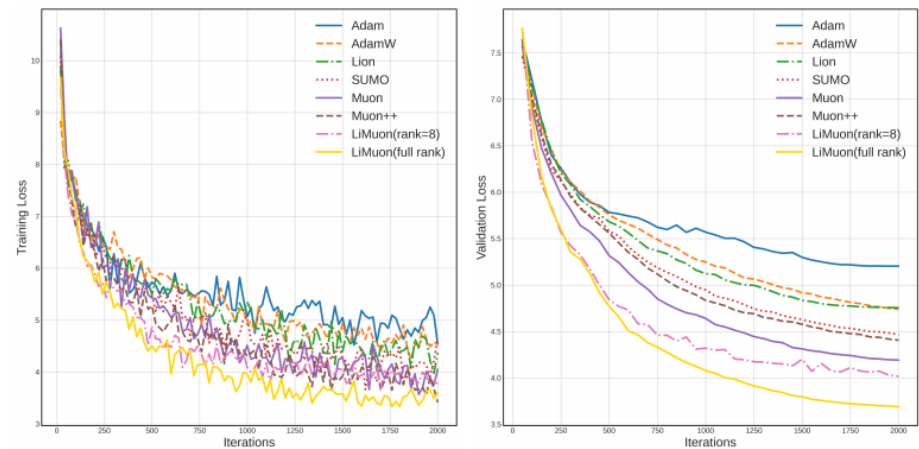 Adam
AdamW
Lion
SUMO
Muon
Muon++
LiMuon(rank=8)
LiMuon(full rank)
Training Loss
10
9
8
7
6
5
4
3
0
250
500
750
1000
1250
1500
1750
2000
Iterations
Adam
AdamW
Lion
SUMO
Muon
Muon++
LiMuon(rank=8)
LiMuon(full rank)
Validation Loss
7.5
7.0
6.5
6.0
5.5
5.0
4.5
4.0
3.5
0
250
500
750
1000
1250
1500
1750
2000
Iterations